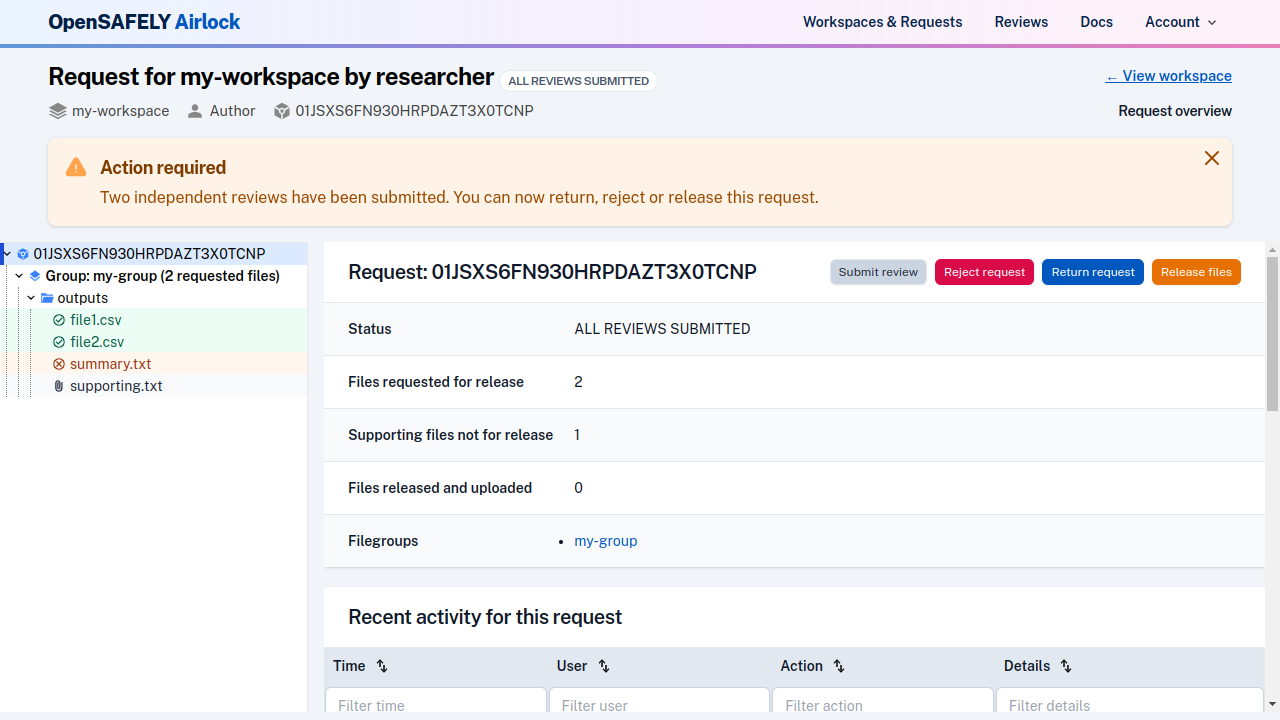 OpenSAFELY Airlock
Workspaces & Requests
Reviews
Docs
Account
Request for my-workspace by researcher
ALL REVIEWS SUBMITTED
← View workspace
my-workspace
Author
01JSXS6FN930HRPDAZT3X0TCNP
Request overview
Action required
Two independent reviews have been submitted. You can now return, reject or release this request.
01JSXS6FN930HRPDAZT3X0TCNP
Group: my-group (2 requested files)
outputs
file1.csv
file2.csv
summary.txt
supporting.txt
Request: 01JSXS6FN930HRPDAZT3X0TCNP
Submit review
Reject request
Return request
Release files
Status
ALL REVIEWS SUBMITTED
Files requested for release
2
Supporting files not for release
1
Files released and uploaded
0
Filegroups
• my-group
Recent activity for this request
Time
User
Action
Details
Filter time
Filter user
Filter action
Filter details